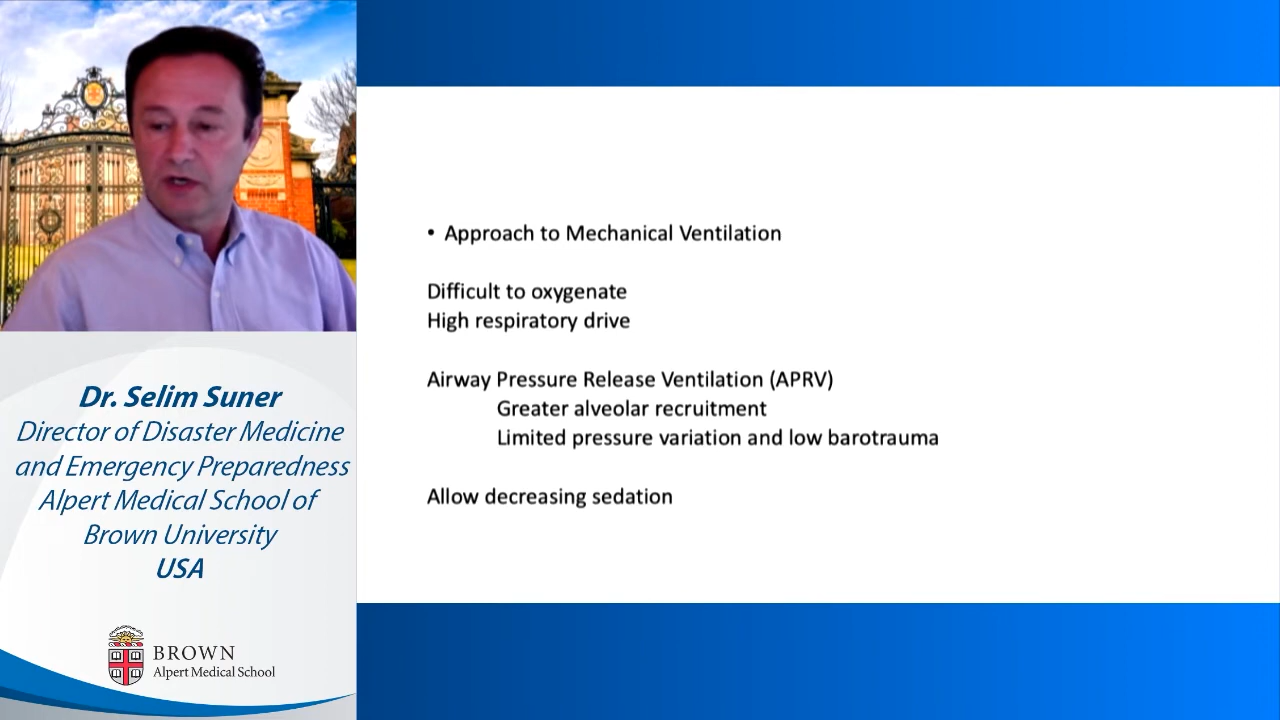 Dr. Selim Suner
Director of Disaster Medicine
and Emergency Preparedness
Alpert Medical School of
Brown University
USA
BROWN
Alpert Medical School
• Approach to Mechanical Ventilation
Difficult to oxygenate
High respiratory drive
Airway Pressure Release Ventilation (APRV)
Greater alveolar recruitment
Limited pressure variation and low barotrauma
Allow decreasing sedation